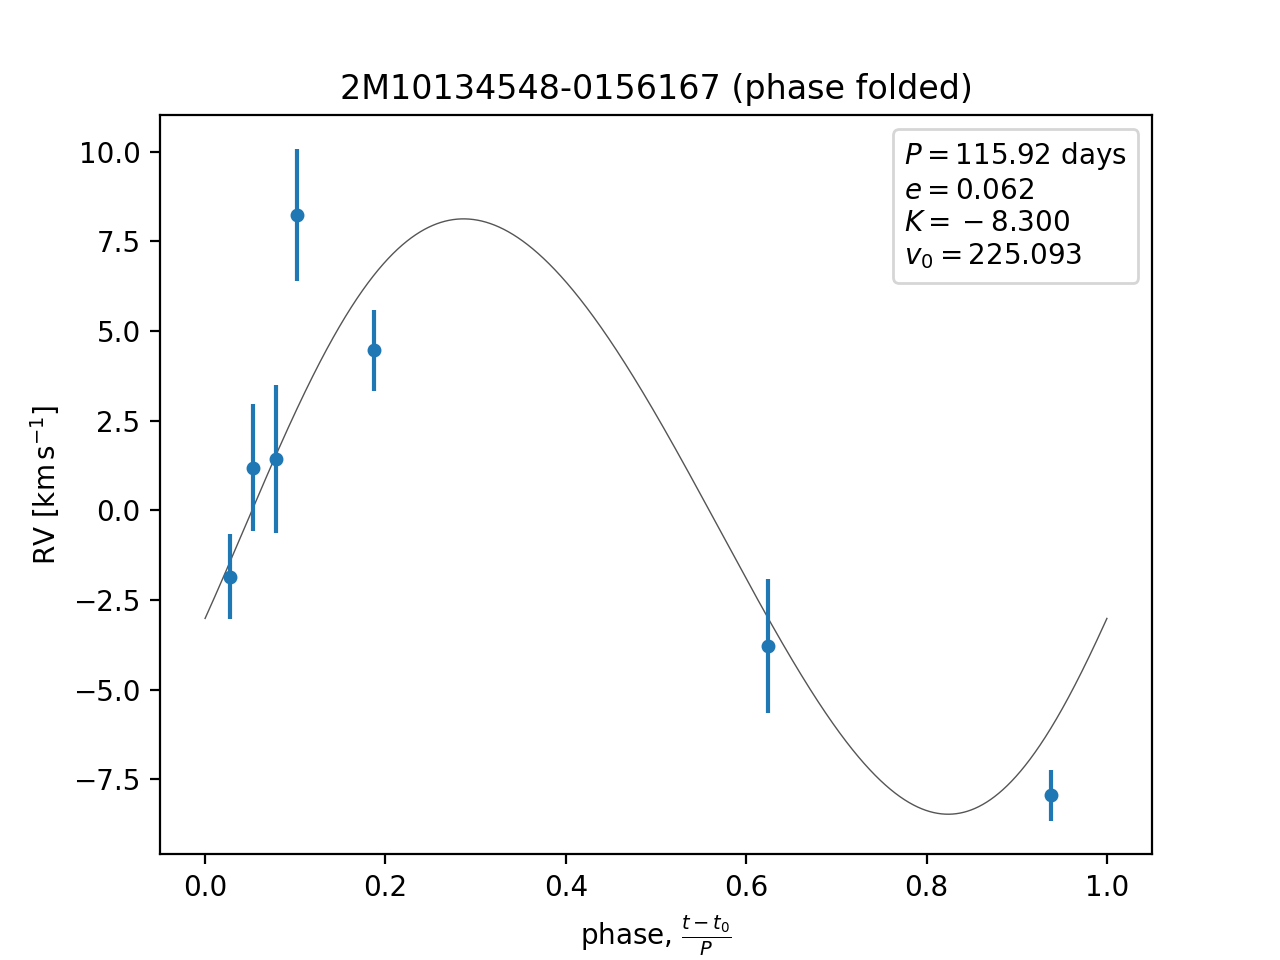 2M10134548-0156167 (phase folded)
P = 115.92 days
e = 0.062
K = −8.300
v₀ = 225.093
10.0
7.5
5.0
2.5
0.0
−2.5
−5.0
−7.5
RV [km s⁻¹]
0.0 0.2 0.4 0.6 0.8 1.0
phase, (t − t₀)/P